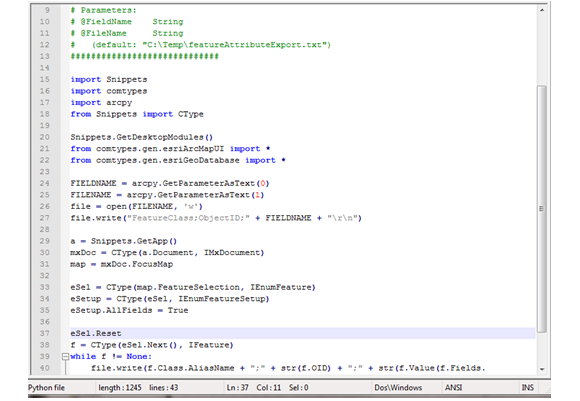 9 # Parameters:
10 # @FieldName String
11 # @FileName String
12 # (default: "C:\Temp\featureAttributeExport.txt")
13 ############################
14
15 import Snippets
16 import comtypes
17 import arcpy
18 from Snippets import CType
19
20 Snippets.GetDesktopModules()
21 from comtypes.gen.esriArcMapUI import *
22 from comtypes.gen.esriGeoDatabase import *
23
24 FIELDNAME = arcpy.GetParameterAsText(0)
25 FILENAME = arcpy.GetParameterAsText(1)
26 file = open(FILENAME, 'w')
27 file.write("FeatureClass;ObjectID;" + FIELDNAME + "\r\n")
28
29 a = Snippets.GetApp()
30 mxDoc = CType(a.Document, IMxDocument)
31 map = mxDoc.FocusMap
32
33 eSel = CType(map.FeatureSelection, IEnumFeature)
34 eSetup = CType(eSel, IEnumFeatureSetup)
35 eSetup.AllFields = True
36
37 eSel.Reset
38 f = CType(eSel.Next(), IFeature)
39 while f != None:
40 file.write(f.Class.AliasName + ";" + str(f.OID) + ";" + str(f.Value(f.Fields.
Python file length : 1245 lines : 43 Ln : 37 Col : 11 Sel : 0 Dos\Windows ANSI INS